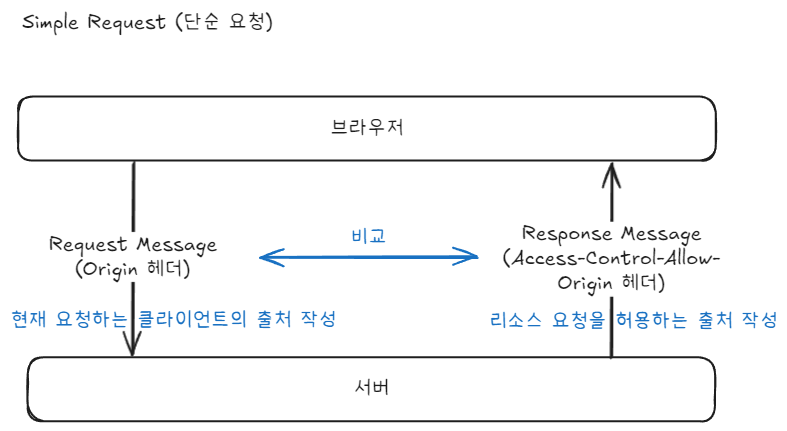 Simple Request (단순 요청)
브라우저
Request Message
(Origin 헤더)
비교
Response Message
(Access-Control-Allow-
Origin 헤더)
현재 요청하는 클라이언트의 출처 작성
리소스 요청을 허용하는 출처 작성
서버